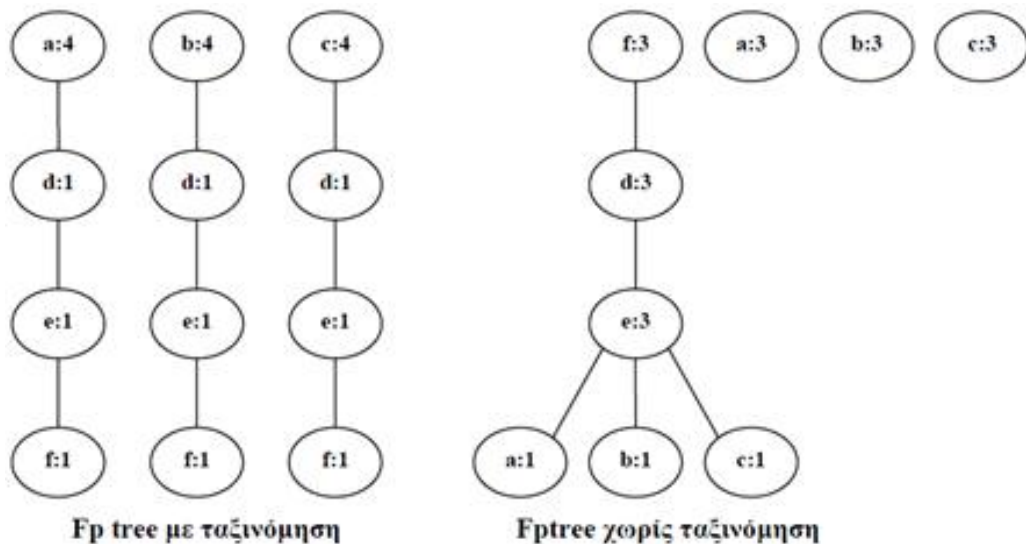 a:4 b:4 c:4 f:3 a:3 b:3 c:3
d:1 d:1 d:1 d:3
e:1 e:1 e:1 e:3
f:1 f:1 f:1 a:1 b:1 c:1
Fp tree με ταξινόμηση Fptree χωρίς ταξινόμηση